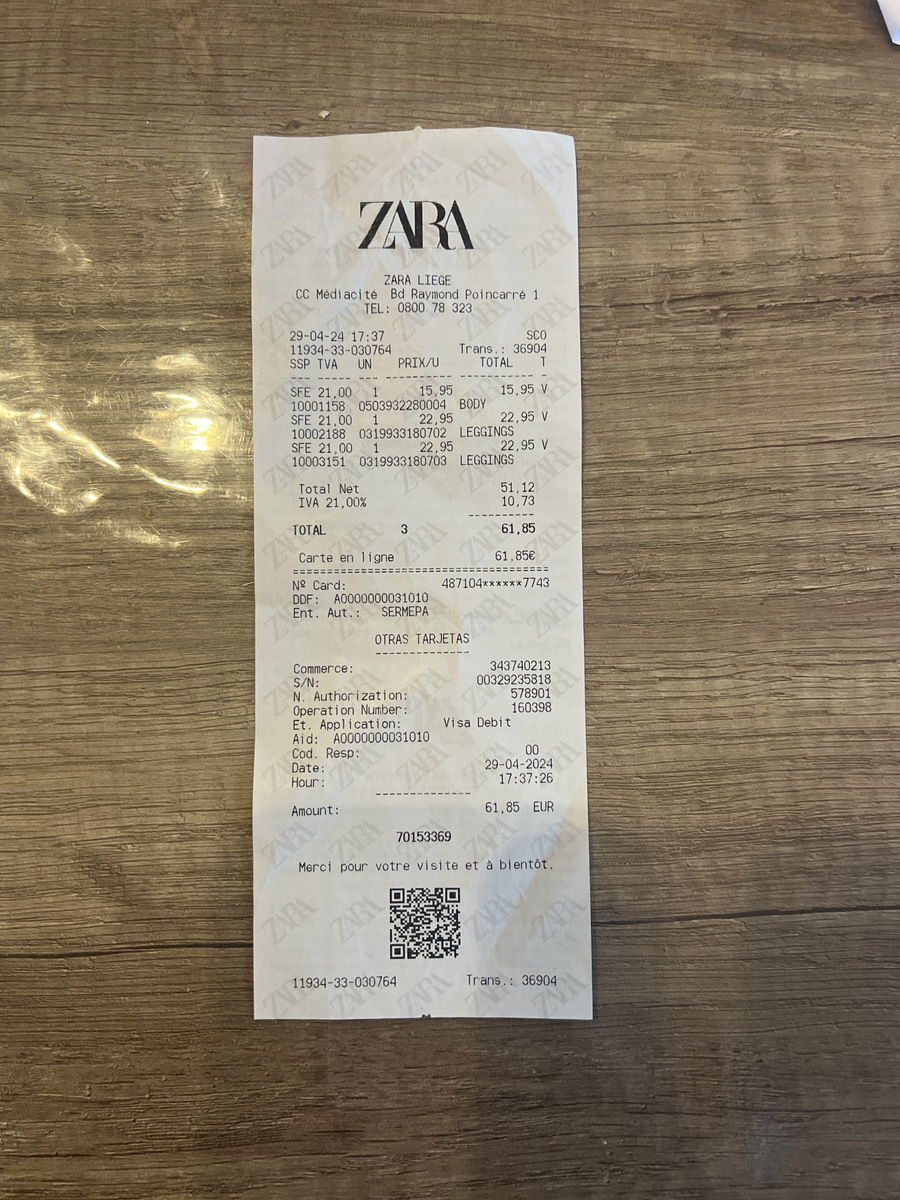 ZARA
ZARA LIEGE
CC Médiacité Bd Raymond Poincarré 1
TEL: 0800 78 323
29-04-24 17:37 SCO
11934-33-030764 Trans.: 36904
SSP TVA UN PRIX/U TOTAL T
--- ----- --- --------- ----------- -
SFE 21,00 1 15,95 15,95 V
10001158 0503932280004 BODY
SFE 21,00 1 22,95 22,95 V
10002188 0319933180702 LEGGINGS
SFE 21,00 1 22,95 22,95 V
10003151 0319933180703 LEGGINGS
Total Net 51,12
IVA 21,00% 10,73
----------
TOTAL 3 61,85
Carte en ligne 61,85€
======================================
Nº Card: 487104******7743
DDF: A0000000031010
Ent. Aut.: SERMEPA
OTRAS TARJETAS
--------------
Commerce: 343740213
S/N: 00329235818
N. Authorization: 578901
Operation Number: 160398
Et. Application: Visa Debit
Aid: A0000000031010
Cod. Resp: 00
Date: 29-04-2024
Hour: 17:37:26
--------------
Amount: 61,85 EUR
70153369
Merci pour votre visite et à bientôt.
11934-33-030764 Trans.: 36904